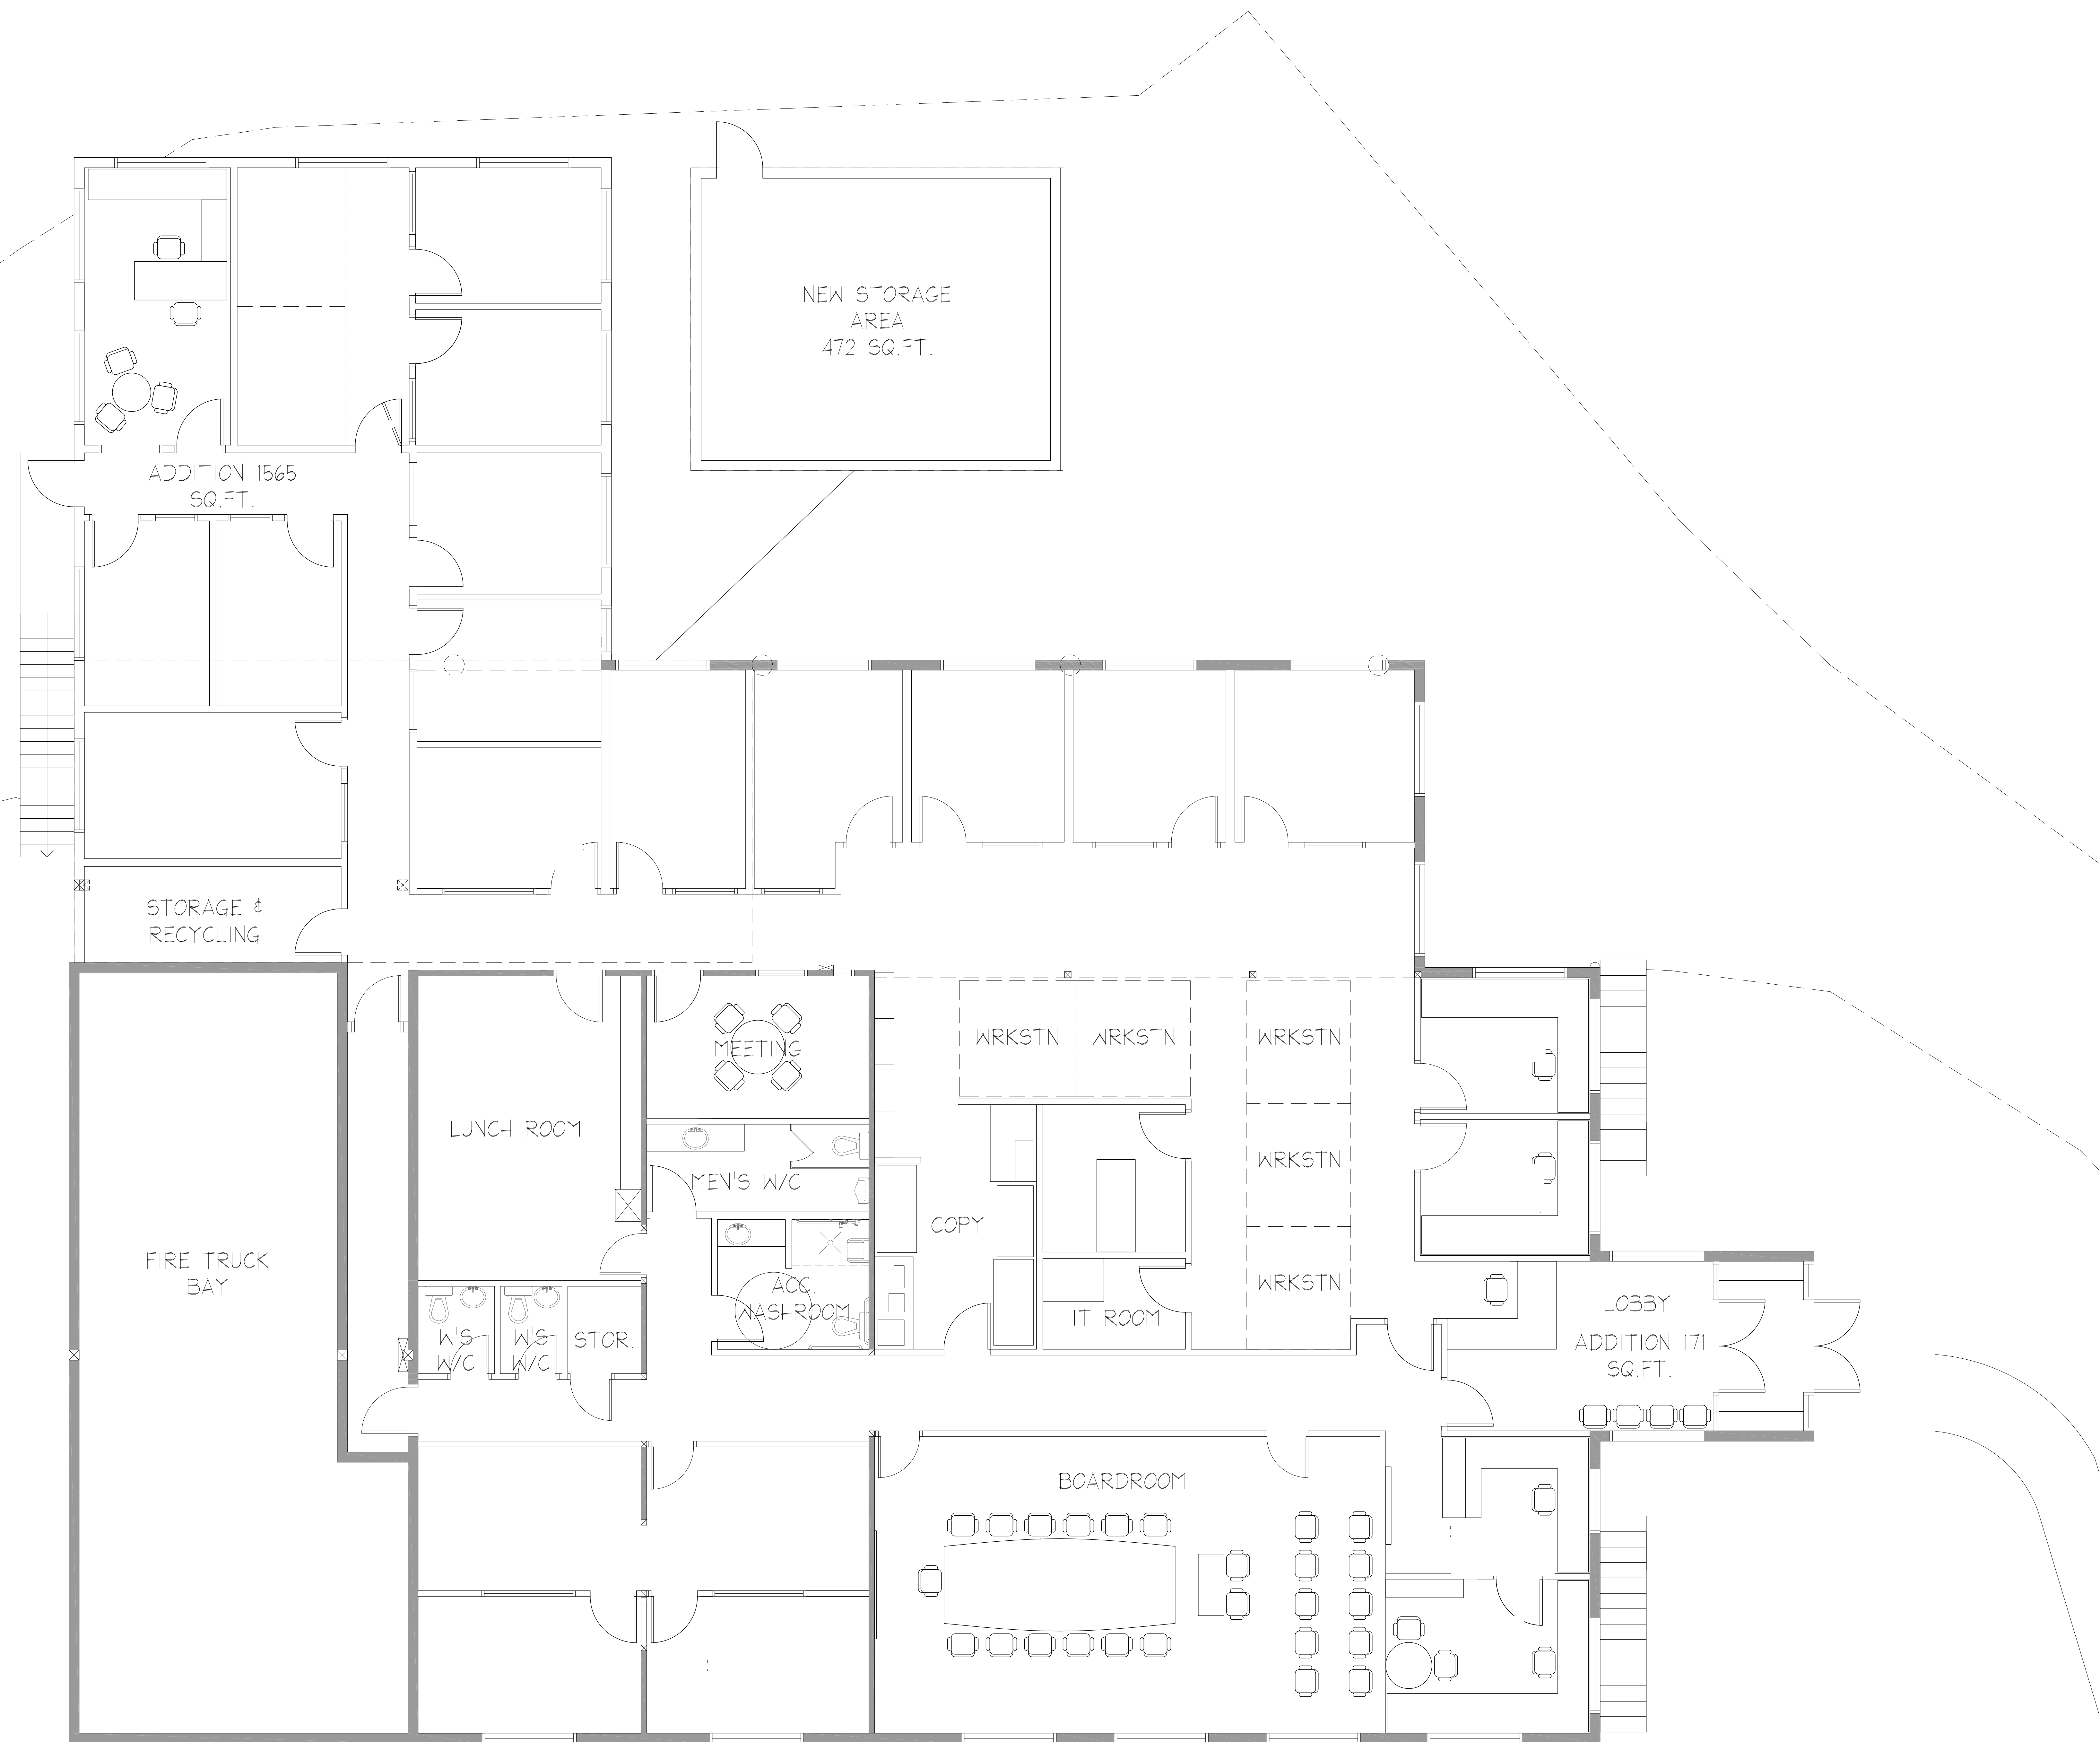 NEW STORAGE
AREA
472 SQ.FT.
ADDITION 1565
SQ.FT.
STORAGE &
RECYCLING
WRKSTN
WRKSTN
WRKSTN
MEETING
LUNCH ROOM
WRKSTN
MEN'S W/C
COPY
FIRE TRUCK
BAY
WRKSTN
ACC.
WASHROOM
IT ROOM
LOBBY
ADDITION 171
SQ.FT.
W'S
W/C
W'S
W/C
STOR.
BOARDROOM